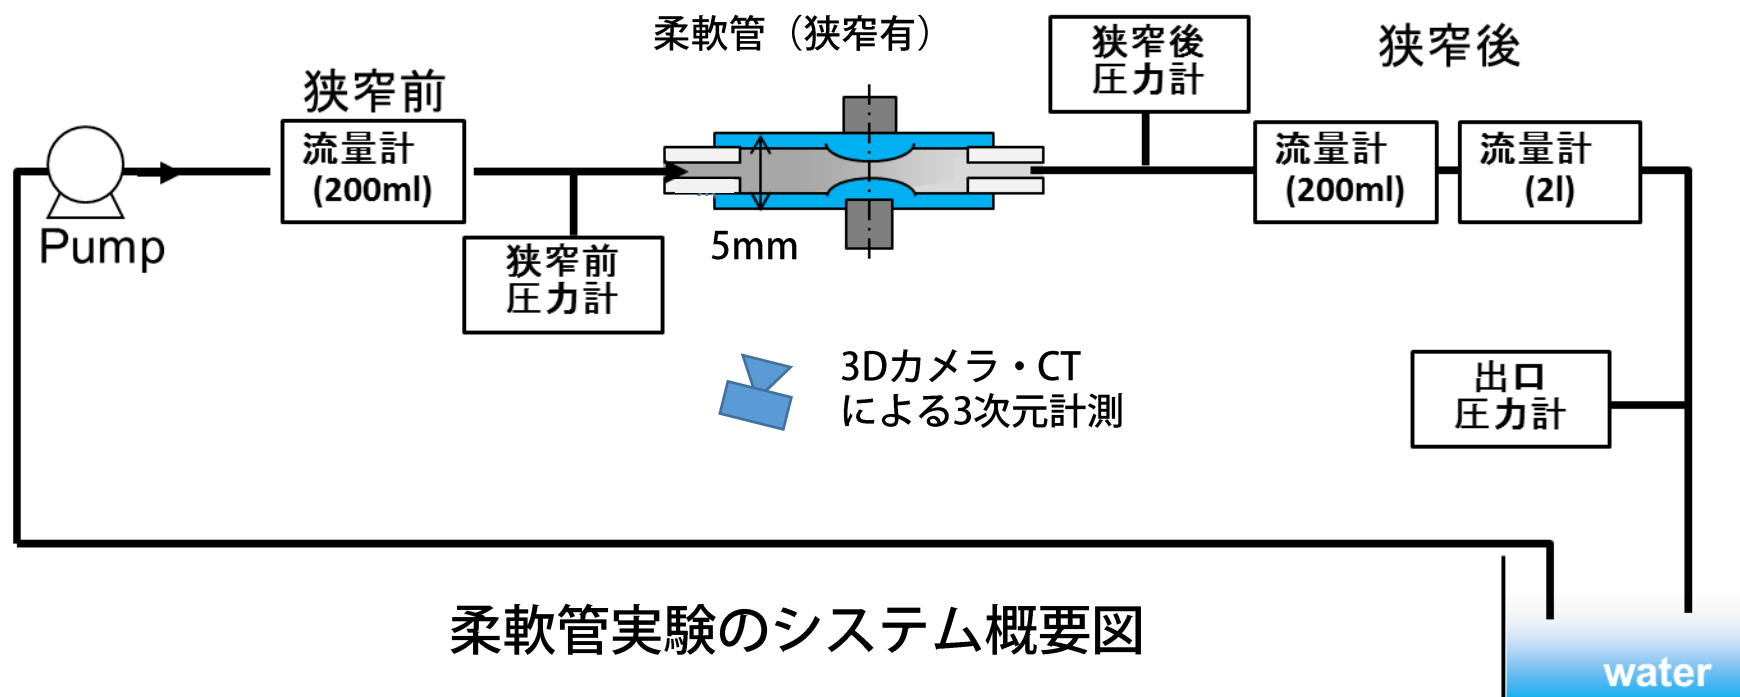 柔軟管（狭窄有）
狭窄後
圧力計
狭窄後
狭窄前
流量計
(200ml)
流量計
(200ml)
流量計
(2l)
Pump
5mm
狭窄前
圧力計
3Dカメラ・CT
による3次元計測
出口
圧力計
柔軟管実験のシステム概要図
water